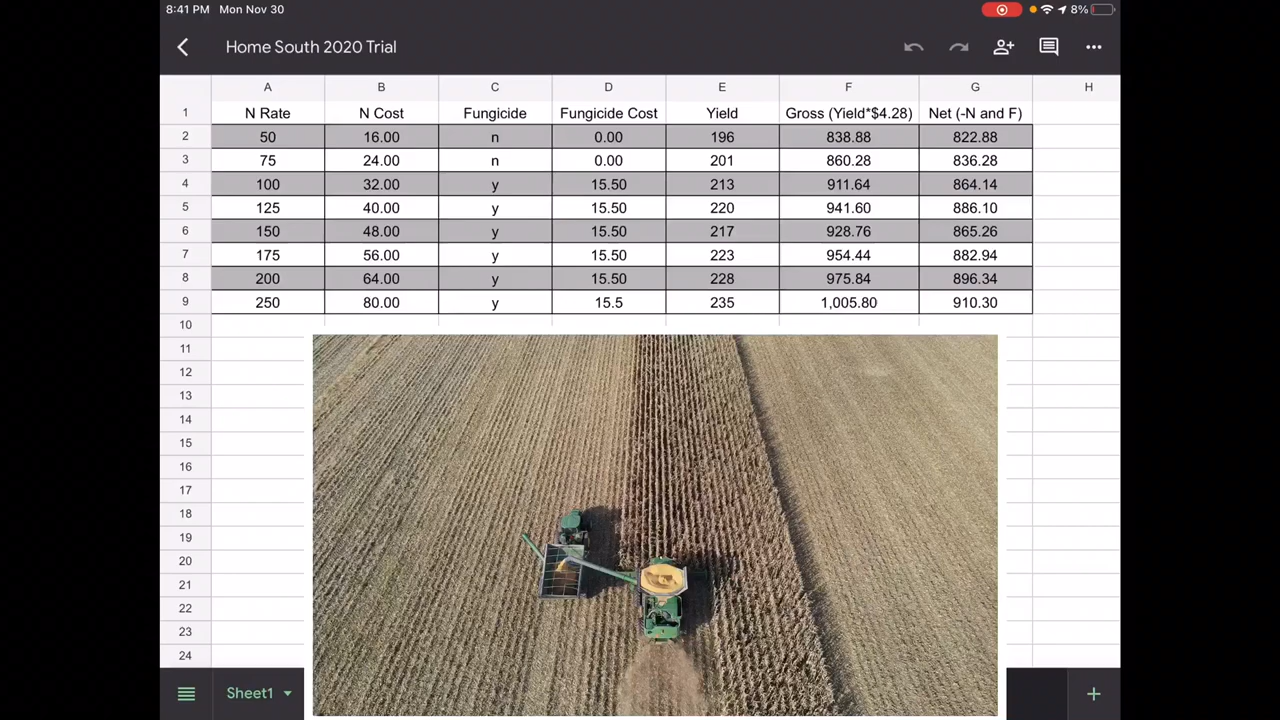 8:41 PM Mon Nov 30 8%
Home South 2020 Trial
A B C D E F G H
1 N Rate N Cost Fungicide Fungicide Cost Yield Gross (Yield*$4.28) Net (-N and F)
2 50 16.00 n 0.00 196 838.88 822.88
3 75 24.00 n 0.00 201 860.28 836.28
4 100 32.00 y 15.50 213 911.64 864.14
5 125 40.00 y 15.50 220 941.60 886.10
6 150 48.00 y 15.50 217 928.76 865.26
7 175 56.00 y 15.50 223 954.44 882.94
8 200 64.00 y 15.50 228 975.84 896.34
9 250 80.00 y 15.5 235 1,005.80 910.30
10
11
12
13
14
15
16
17
18
19
20
21
22
23
24
Sheet1